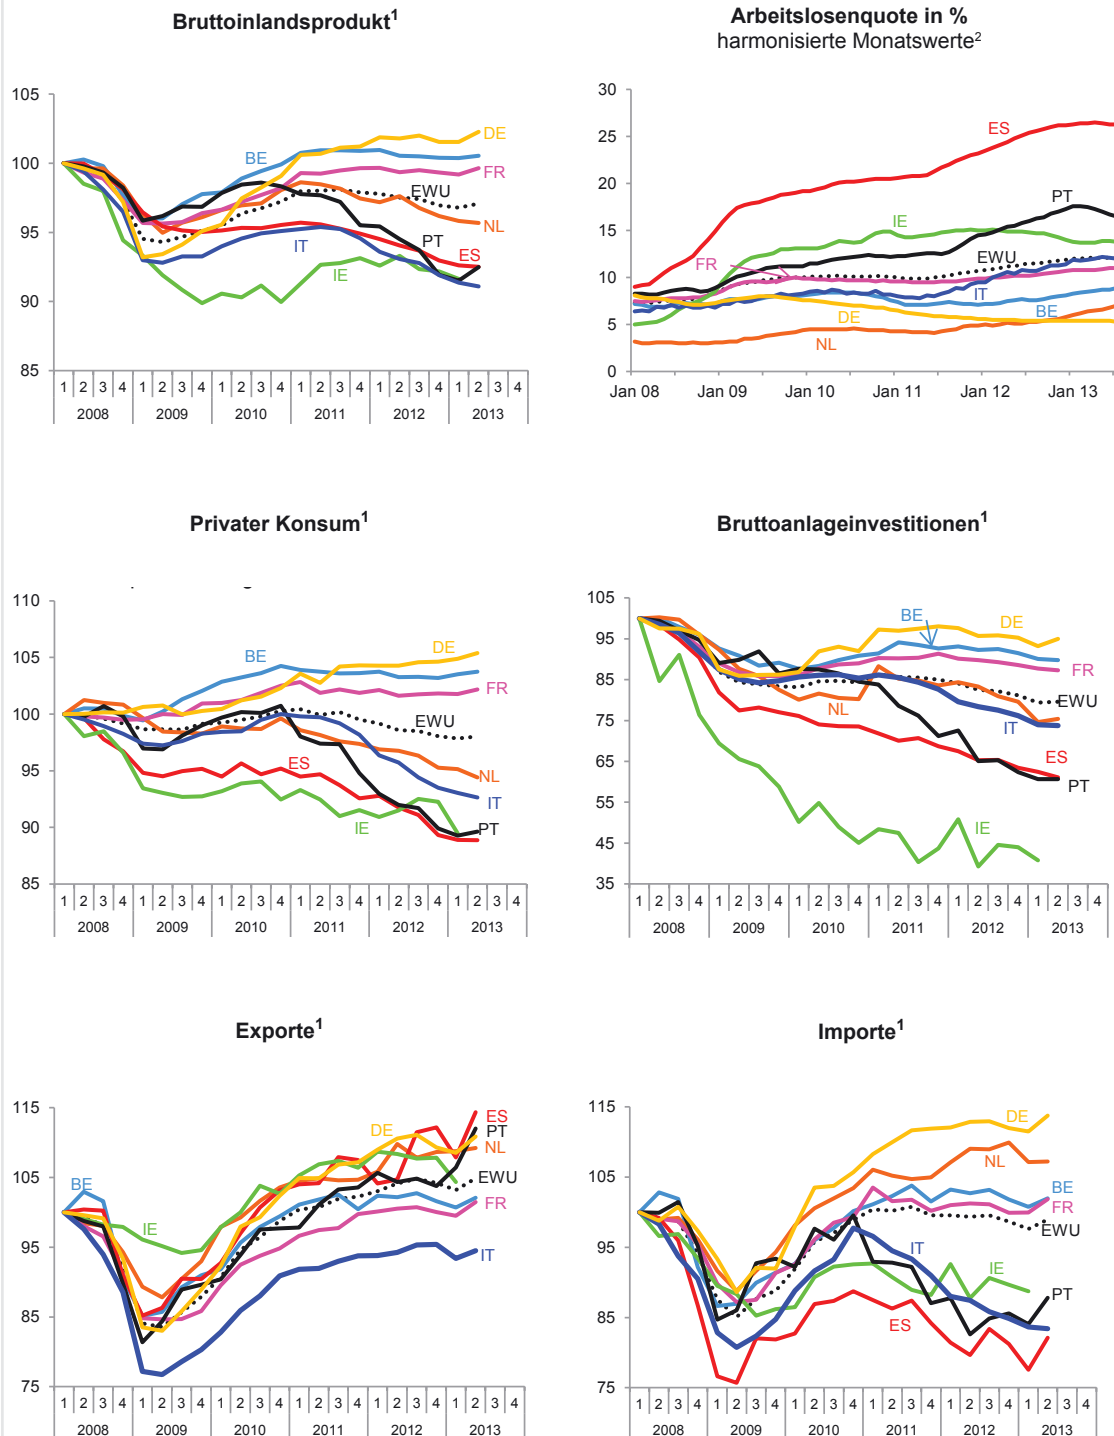 Bruttoinlandsprodukt¹
105
100
95
90
85
DE
BE
FR
EWU
NL
PT
ES
IT
IE
1 2 3 4 1 2 3 4 1 2 3 4 1 2 3 4 1 2 3 4 1 2 3 4
2008 2009 2010 2011 2012 2013
Arbeitslosenquote in %
harmonisierte Monatswerte²
30
25
20
15
10
5
0
ES
PT
IE
EWU
FR
IT
BE
DE
NL
Jan 08 Jan 09 Jan 10 Jan 11 Jan 12 Jan 13
Privater Konsum¹
110
105
100
95
90
85
DE
BE
FR
EWU
ES
NL
IT
IE
PT
1 2 3 4 1 2 3 4 1 2 3 4 1 2 3 4 1 2 3 4 1 2 3 4
2008 2009 2010 2011 2012 2013
Bruttoanlageinvestitionen¹
105
95
85
75
65
55
45
35
BE
DE
FR
EWU
NL
IT
ES
PT
IE
1 2 3 4 1 2 3 4 1 2 3 4 1 2 3 4 1 2 3 4 1 2 3 4
2008 2009 2010 2011 2012 2013
Exporte¹
115
105
95
85
75
ES
DE
PT
NL
EWU
BE
FR
IE
IT
1 2 3 4 1 2 3 4 1 2 3 4 1 2 3 4 1 2 3 4 1 2 3 4
2008 2009 2010 2011 2012 2013
Importe¹
115
105
95
85
75
DE
NL
BE
FR
EWU
IT
IE
PT
ES
1 2 3 4 1 2 3 4 1 2 3 4 1 2 3 4 1 2 3 4 1 2 3 4
2008 2009 2010 2011 2012 2013